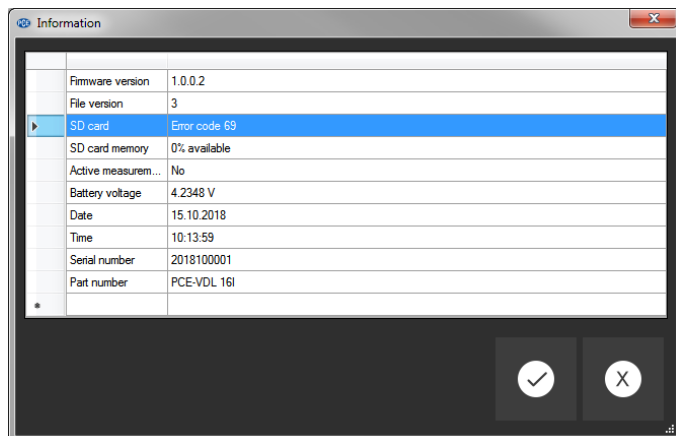 Information
Firmware version 1.0.0.2
File version 3
SD card Error code 69
SD card memory 0% available
Active measurem... No
Battery voltage 4.2348 V
Date 15.10.2018
Time 10:13:59
Serial number 2018100001
Part number PCE-VDL 16I
*
X